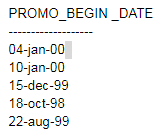 PROMO_BEGIN _DATE
-------------------
04-jan-00
10-jan-00
15-dec-99
18-oct-98
22-aug-99